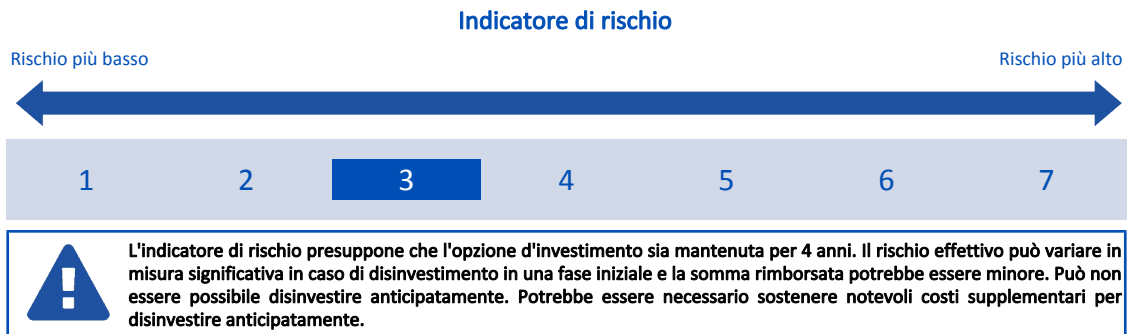 Indicatore di rischio
Rischio più basso
Rischio più alto
1 2 3 4 5 6 7
L'indicatore di rischio presuppone che l'opzione d'investimento sia mantenuta per 4 anni. Il rischio effettivo può variare in
misura significativa in caso di disinvestimento in una fase iniziale e la somma rimborsata potrebbe essere minore. Può non
essere possibile disinvestire anticipatamente. Potrebbe essere necessario sostenere notevoli costi supplementari per
disinvestire anticipatamente.